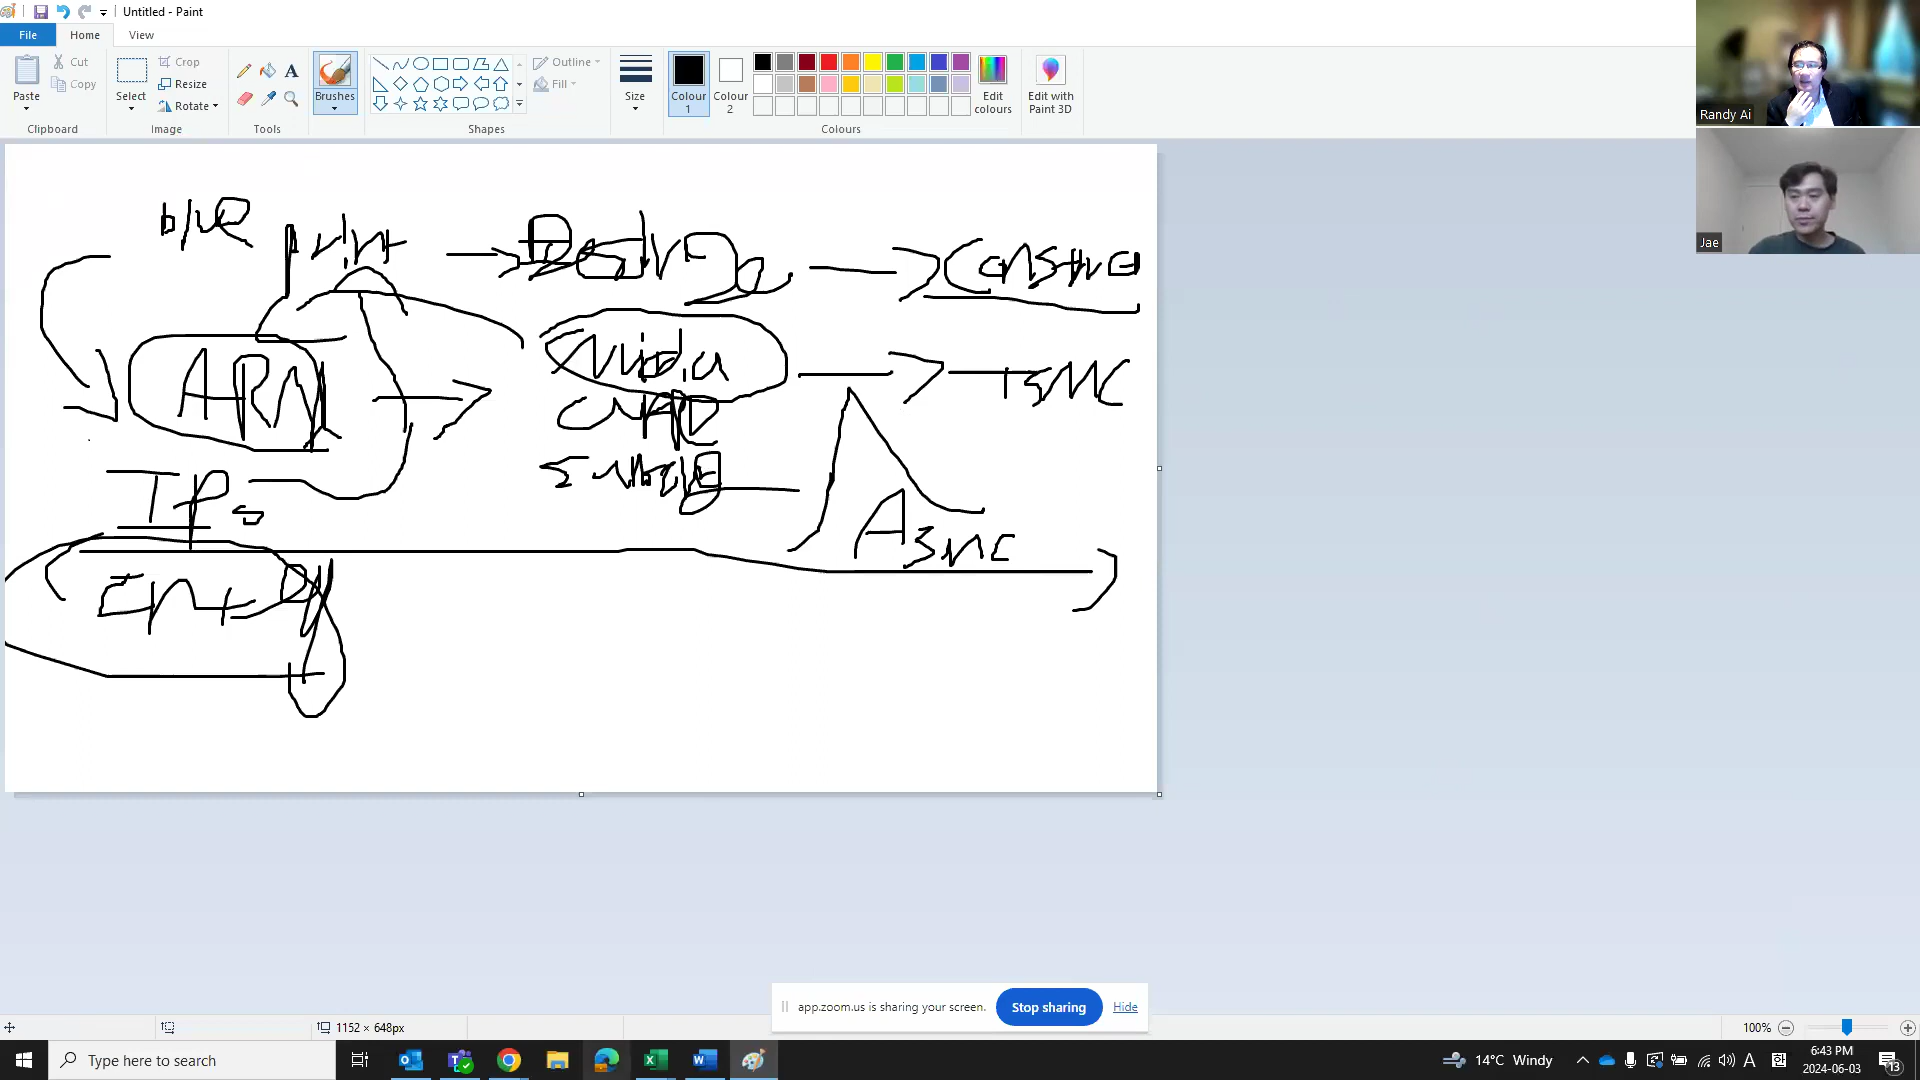 Untitled - Paint
File Home View
Paste Cut Copy Clipboard
Select Crop Resize Rotate Image
Tools
Brushes
Shapes
Outline Fill
Size
Colour 1 Colour 2 Edit colours Colours
Edit with Paint 3D
Randy Ai
Jae
blue print Design Construct
ARM Nvidia TSMC
IPs
ASMC
app.zoom.us is sharing your screen. Stop sharing Hide
1152 × 648px
100%
Type here to search
14°C Windy
A
6:43 PM
2024-06-03
13